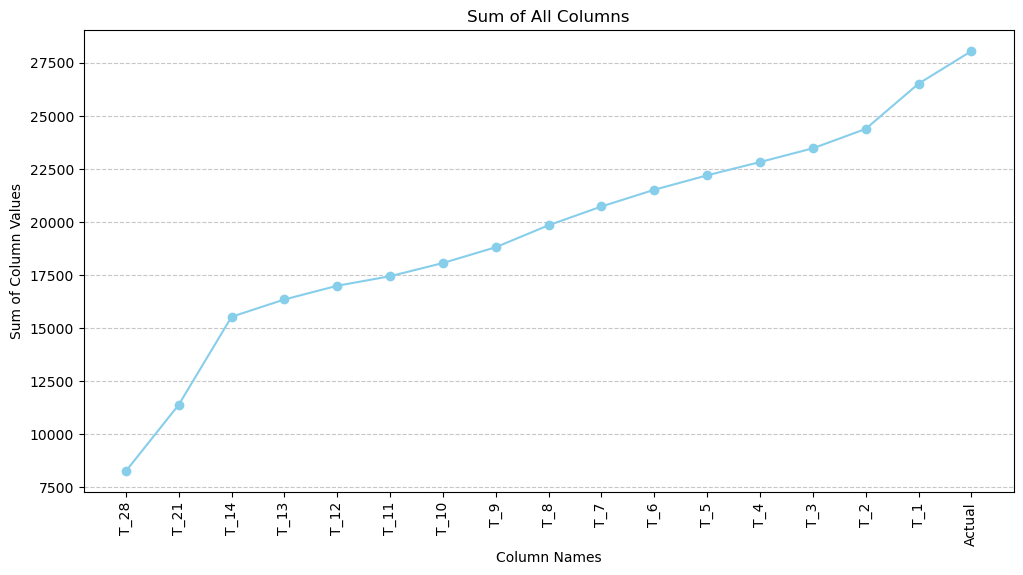 Sum of All Columns
Sum of Column Values
27500
25000
22500
20000
17500
15000
12500
10000
7500
T_28
T_21
T_14
T_13
T_12
T_11
T_10
T_9
T_8
T_7
T_6
T_5
T_4
T_3
T_2
T_1
Actual
Column Names